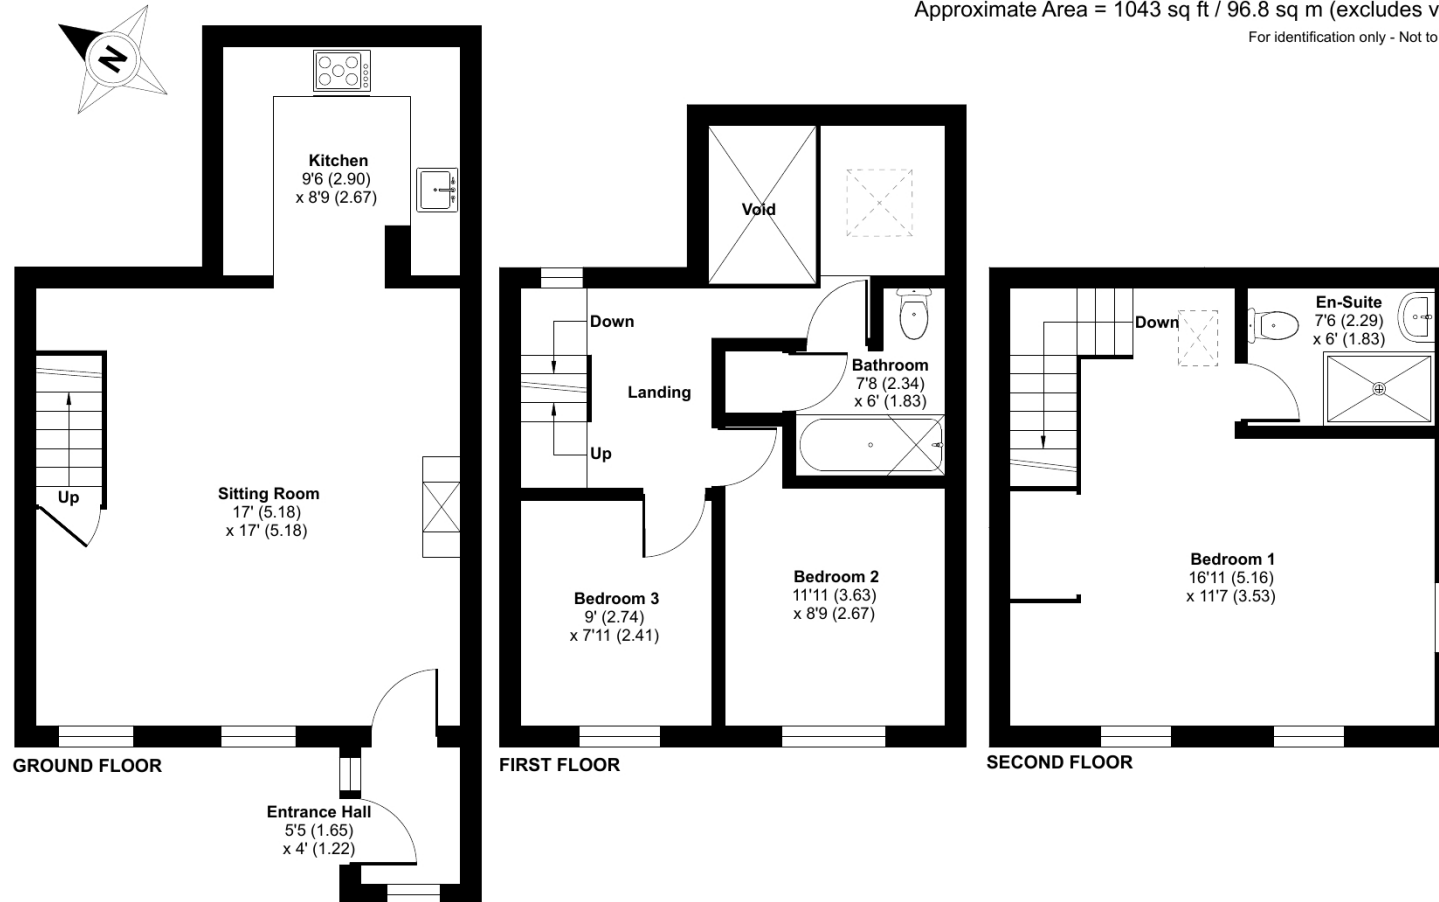 Approximate Area = 1043 sq ft / 96.8 sq m (excludes
For identification only - Not to
N
Kitchen
9'6 (2.90)
x 8'9 (2.67)
Up
Sitting Room
17' (5.18)
x 17' (5.18)
GROUND FLOOR
Entrance Hall
5'5 (1.65)
x 4' (1.22)
Void
Down
Landing
Up
Bathroom
7'8 (2.34)
x 6' (1.83)
Bedroom 3
9' (2.74)
x 7'11 (2.41)
Bedroom 2
11'11 (3.63)
x 8'9 (2.67)
FIRST FLOOR
Down
En-Suite
7'6 (2.29)
x 6' (1.83)
Bedroom 1
16'11 (5.16)
x 11'7 (3.53)
SECOND FLOOR